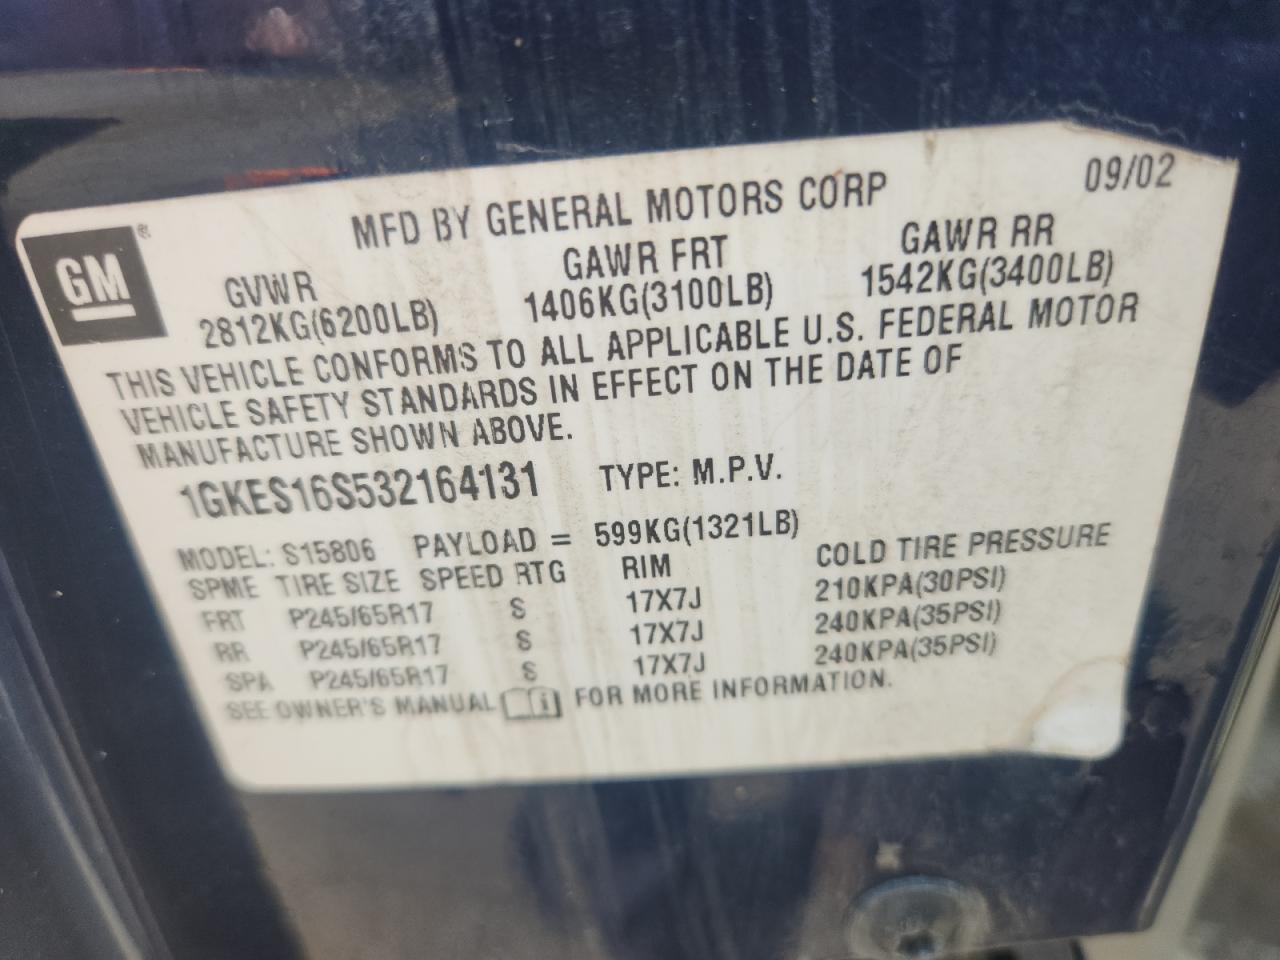 09/02
MFD BY GENERAL MOTORS CORP
GM®
GVWR GAWR FRT GAWR RR
2812KG(6200LB) 1406KG(3100LB) 1542KG(3400LB)
THIS VEHICLE CONFORMS TO ALL APPLICABLE U.S. FEDERAL MOTOR
VEHICLE SAFETY STANDARDS IN EFFECT ON THE DATE OF
MANUFACTURE SHOWN ABOVE.
1GKES16S532164131 TYPE: M.P.V.
MODEL: S15806 PAYLOAD = 599KG(1321LB)
SPME TIRE SIZE SPEED RTG RIM COLD TIRE PRESSURE
FRT P245/65R17 S 17X7J 210KPA(30PSI)
RR P245/65R17 S 17X7J 240KPA(35PSI)
SPA P245/65R17 S 17X7J 240KPA(35PSI)
SEE OWNER'S MANUAL i FOR MORE INFORMATION.